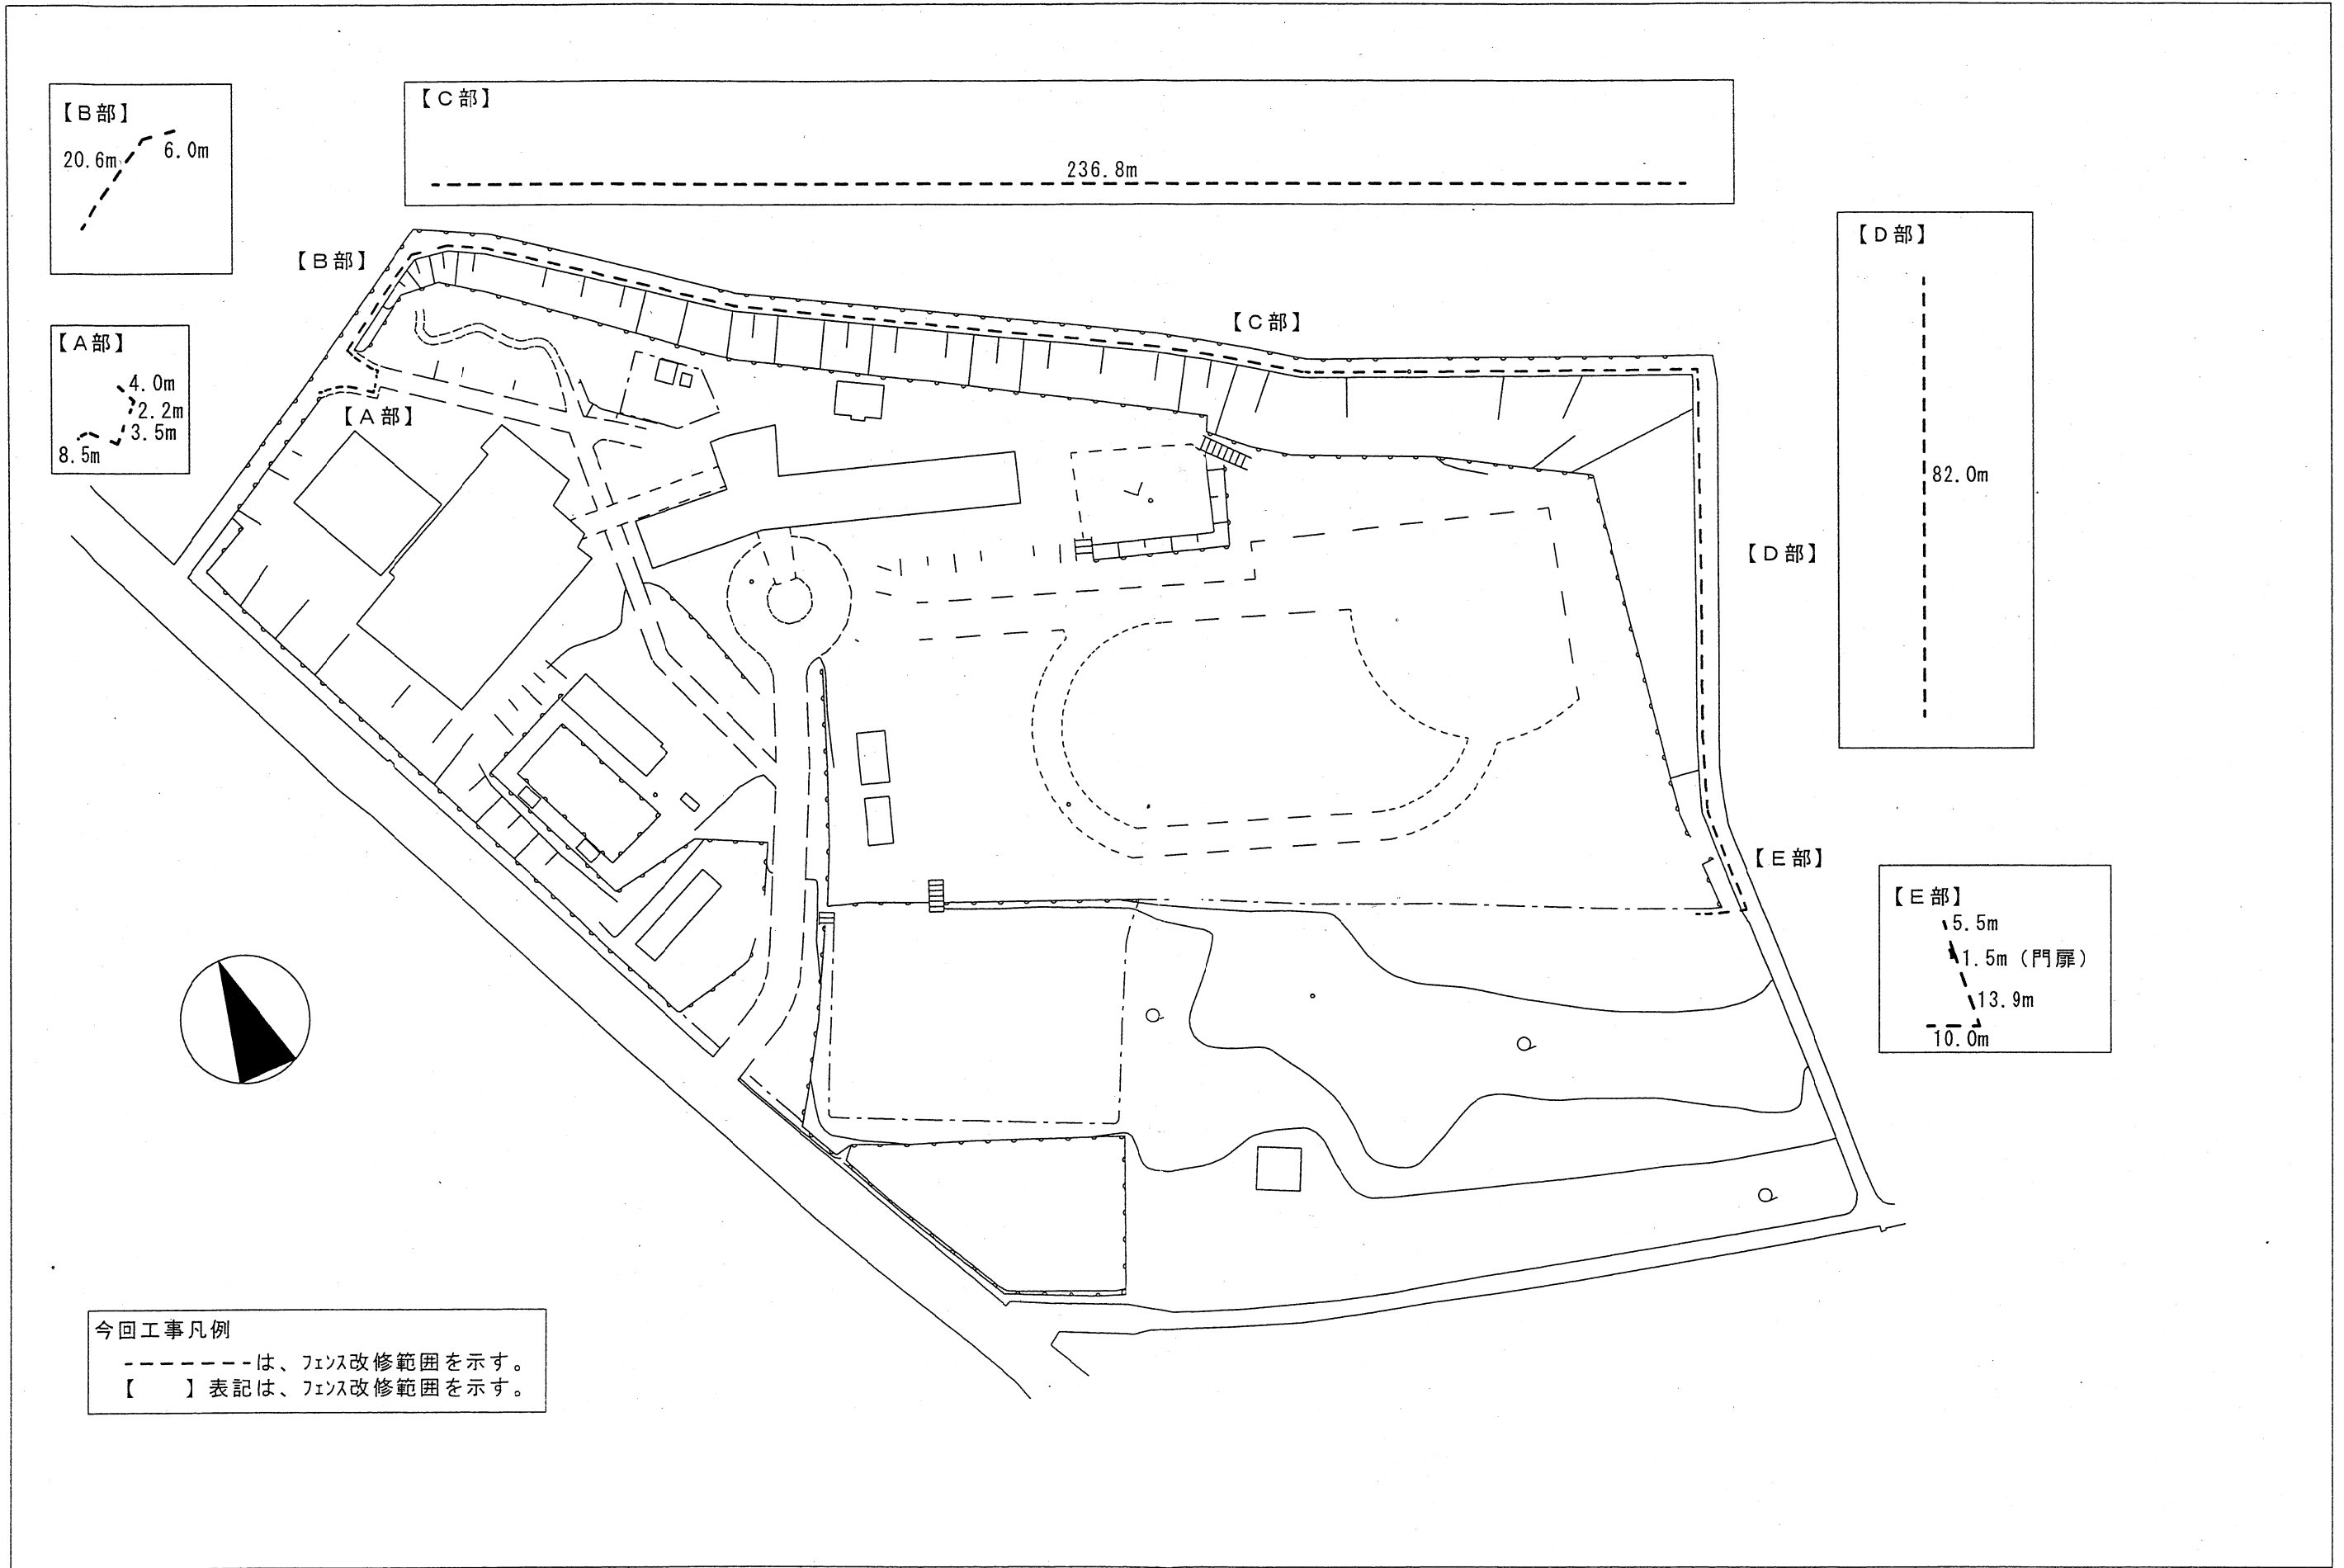 【B部】
20.6m
6.0m
【C部】
236.8m
【D部】
82.0m
【B部】
【C部】
【A部】
4.0m
2.2m
3.5m
8.5m
【A部】
【D部】
【E部】
【E部】
5.5m
1.5m(門扉)
13.9m
10.0m
今回工事凡例
-------は、フェンス改修範囲を示す。
【　　】表記は、フェンス改修範囲を示す。